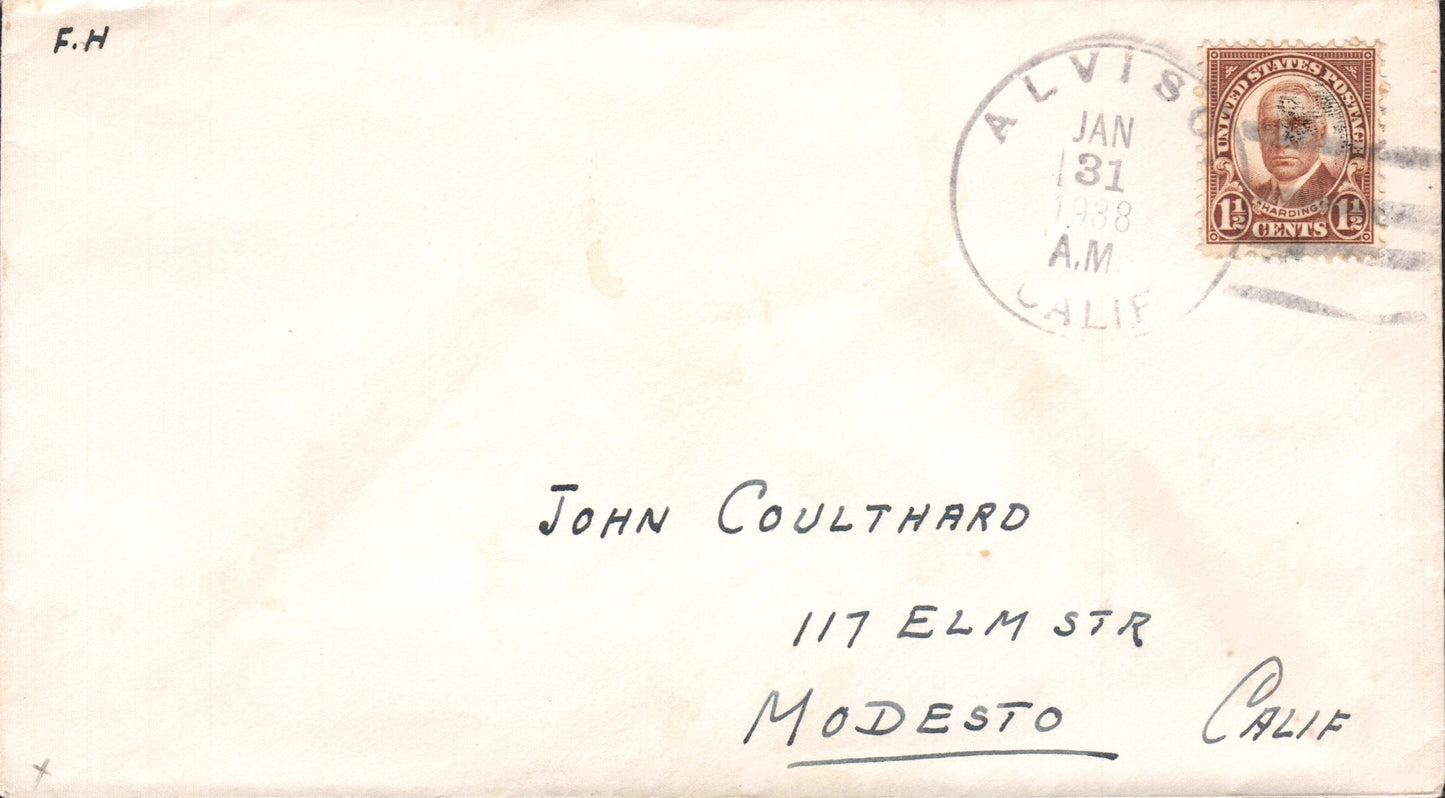 F.H
ALVISO
JAN
31
1938
A.M.
CALIF
UNITED STATES POSTAGE
HARDING
1½ 1½
CENTS
JOHN COULTHARD
117 ELM STR
MODESTO CALIF
x